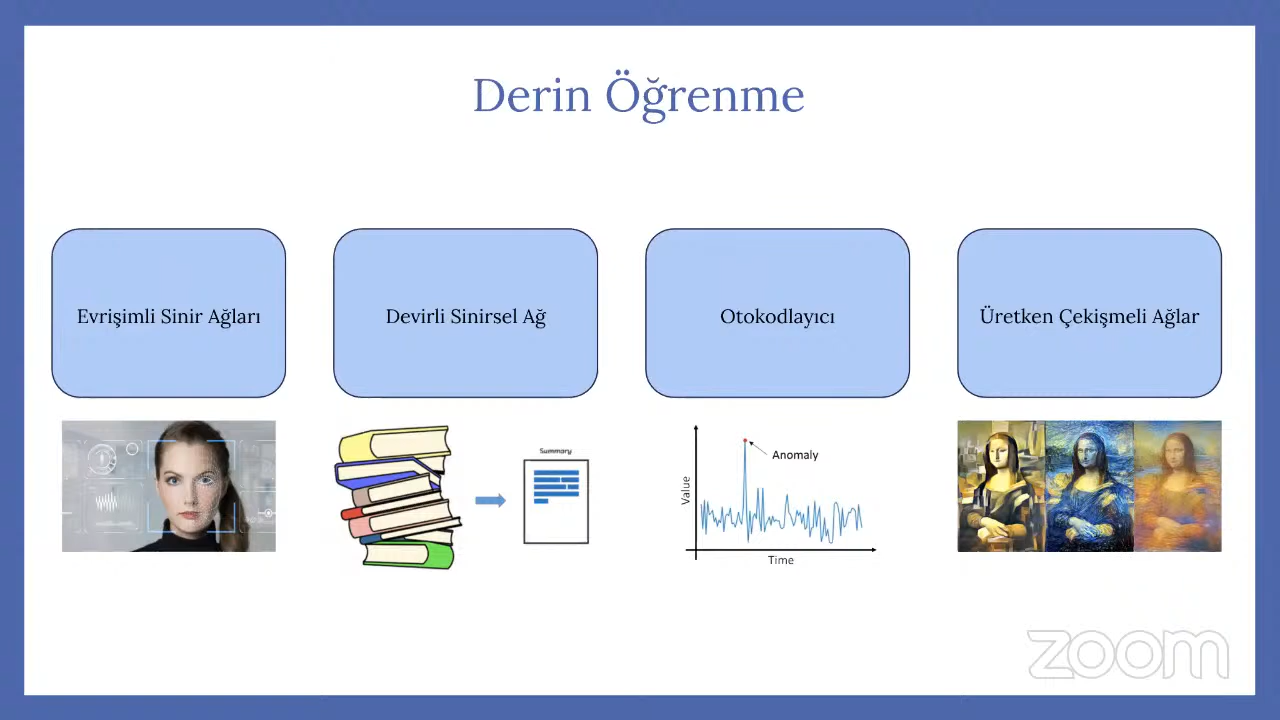 Derin Öğrenme
Evrişimli Sinir Ağları
Devirli Sinirsel Ağ
Otokodlayıcı
Üretken Çekişmeli Ağlar
Summary
Anomaly
Value
Time
zoom